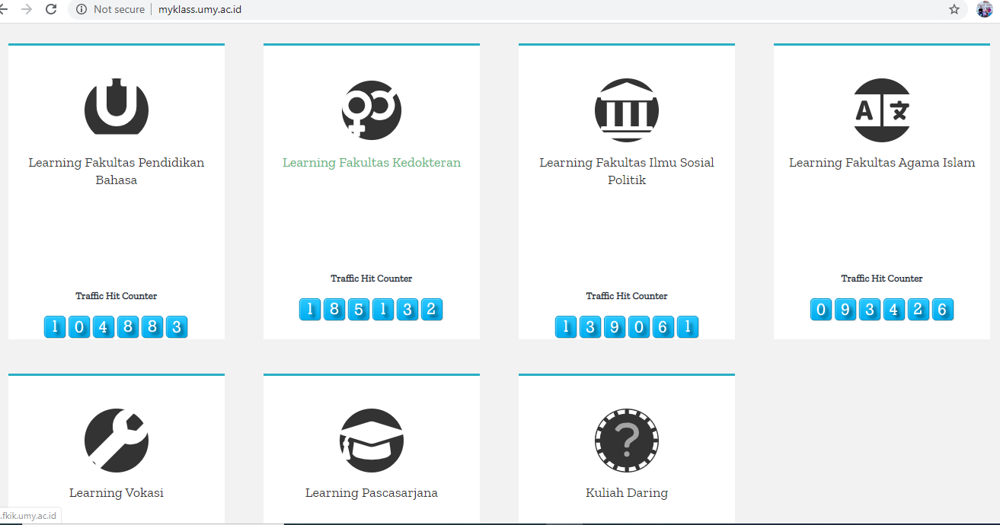 Not secure | myklass.umy.ac.id
Learning Fakultas Pendidikan
Bahasa
Traffic Hit Counter
104883
Learning Fakultas Kedokteran
Traffic Hit Counter
185132
Learning Fakultas Ilmu Sosial
Politik
Traffic Hit Counter
139061
A 文
Learning Fakultas Agama Islam
Traffic Hit Counter
093426
Learning Vokasi
Learning Pascasarjana
?
Kuliah Daring
.fkik.umy.ac.id